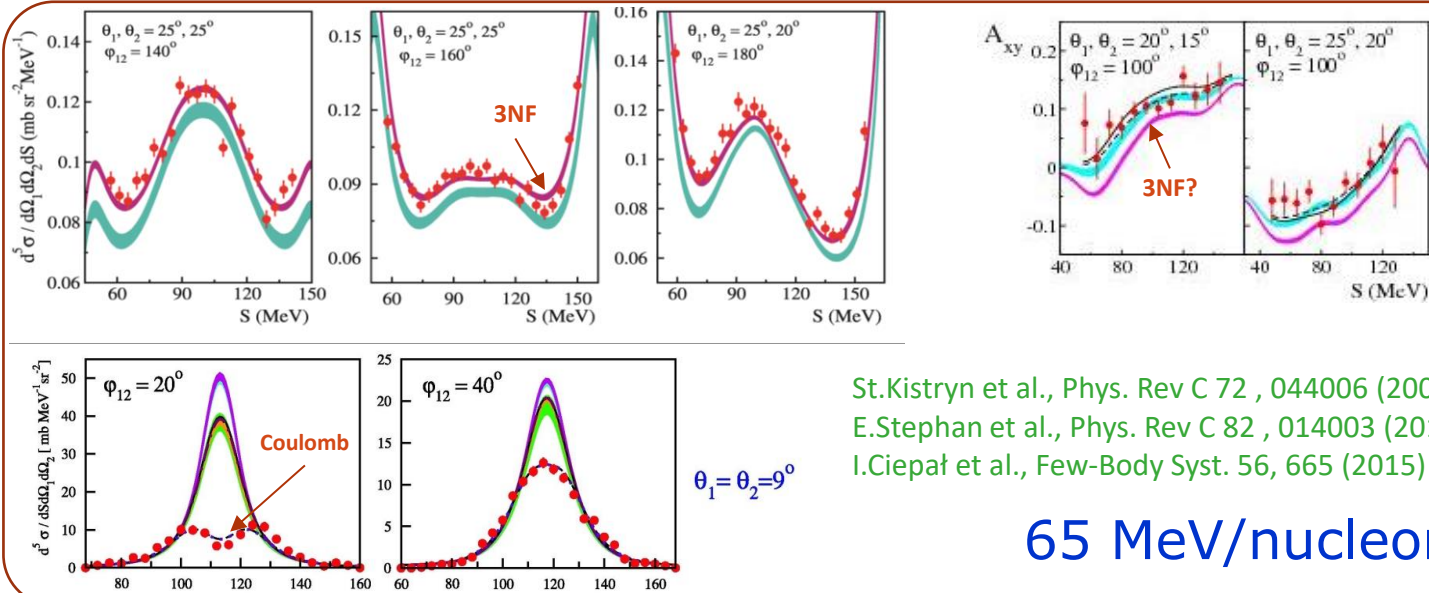 d⁵σ / dΩ₁dΩ₂dS (mb sr⁻²MeV⁻¹)
0.14
0.12
0.1
0.08
0.06
θ₁, θ₂ = 25°, 25°
φ₁₂ = 140°
60 90 120 150
S (MeV)
0.15
0.12
0.09
0.06
θ₁, θ₂ = 25°, 25°
φ₁₂ = 160°
3NF
60 90 120 150
S (MeV)
0.16
0.14
0.12
0.1
0.08
0.06
θ₁, θ₂ = 25°, 20°
φ₁₂ = 180°
60 90 120 150
S (MeV)
Axy
0.2
0.1
0
-0.1
θ₁, θ₂ = 20°, 15°
φ₁₂ = 100°
3NF?
40 80 120
θ₁, θ₂ = 25°, 20°
φ₁₂ = 100°
40 80 120
S (MeV)
d⁵σ / dSdΩ₁dΩ₂ [ mb MeV⁻¹sr⁻²]
50
40
30
20
10
0
φ₁₂ = 20°
Coulomb
80 100 120 140 160
25
20
15
10
5
0
φ₁₂ = 40°
60 80 100 120 140 160
θ₁= θ₂=9°
St.Kistryn et al., Phys. Rev C 72 , 044006 (200
E.Stephan et al., Phys. Rev C 82 , 014003 (20
I.Ciepał et al., Few-Body Syst. 56, 665 (2015)
65 MeV/nucleon